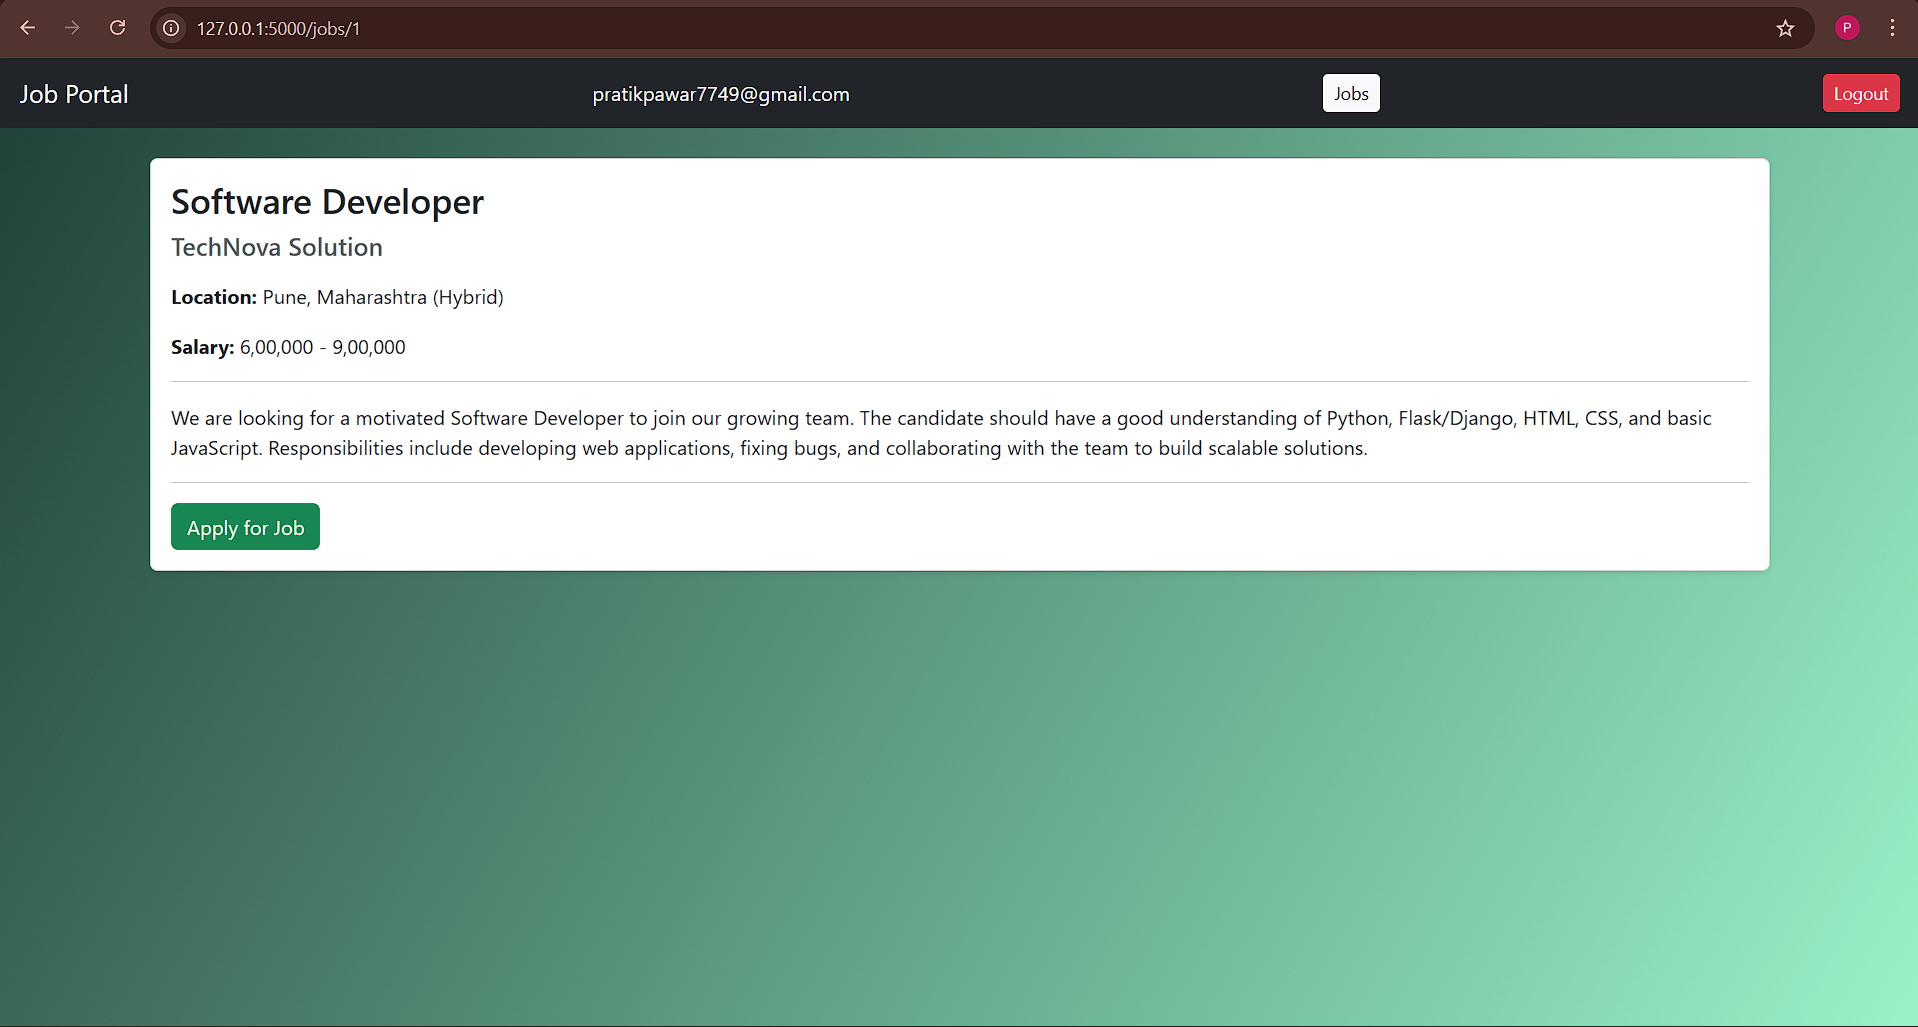 127.0.0.1:5000/jobs/1
P
Job Portal
pratikpawar7749@gmail.com
Jobs
Logout
Software Developer
TechNova Solution
Location: Pune, Maharashtra (Hybrid)
Salary: 6,00,000 - 9,00,000
We are looking for a motivated Software Developer to join our growing team. The candidate should have a good understanding of Python, Flask/Django, HTML, CSS, and basic
JavaScript. Responsibilities include developing web applications, fixing bugs, and collaborating with the team to build scalable solutions.
Apply for Job